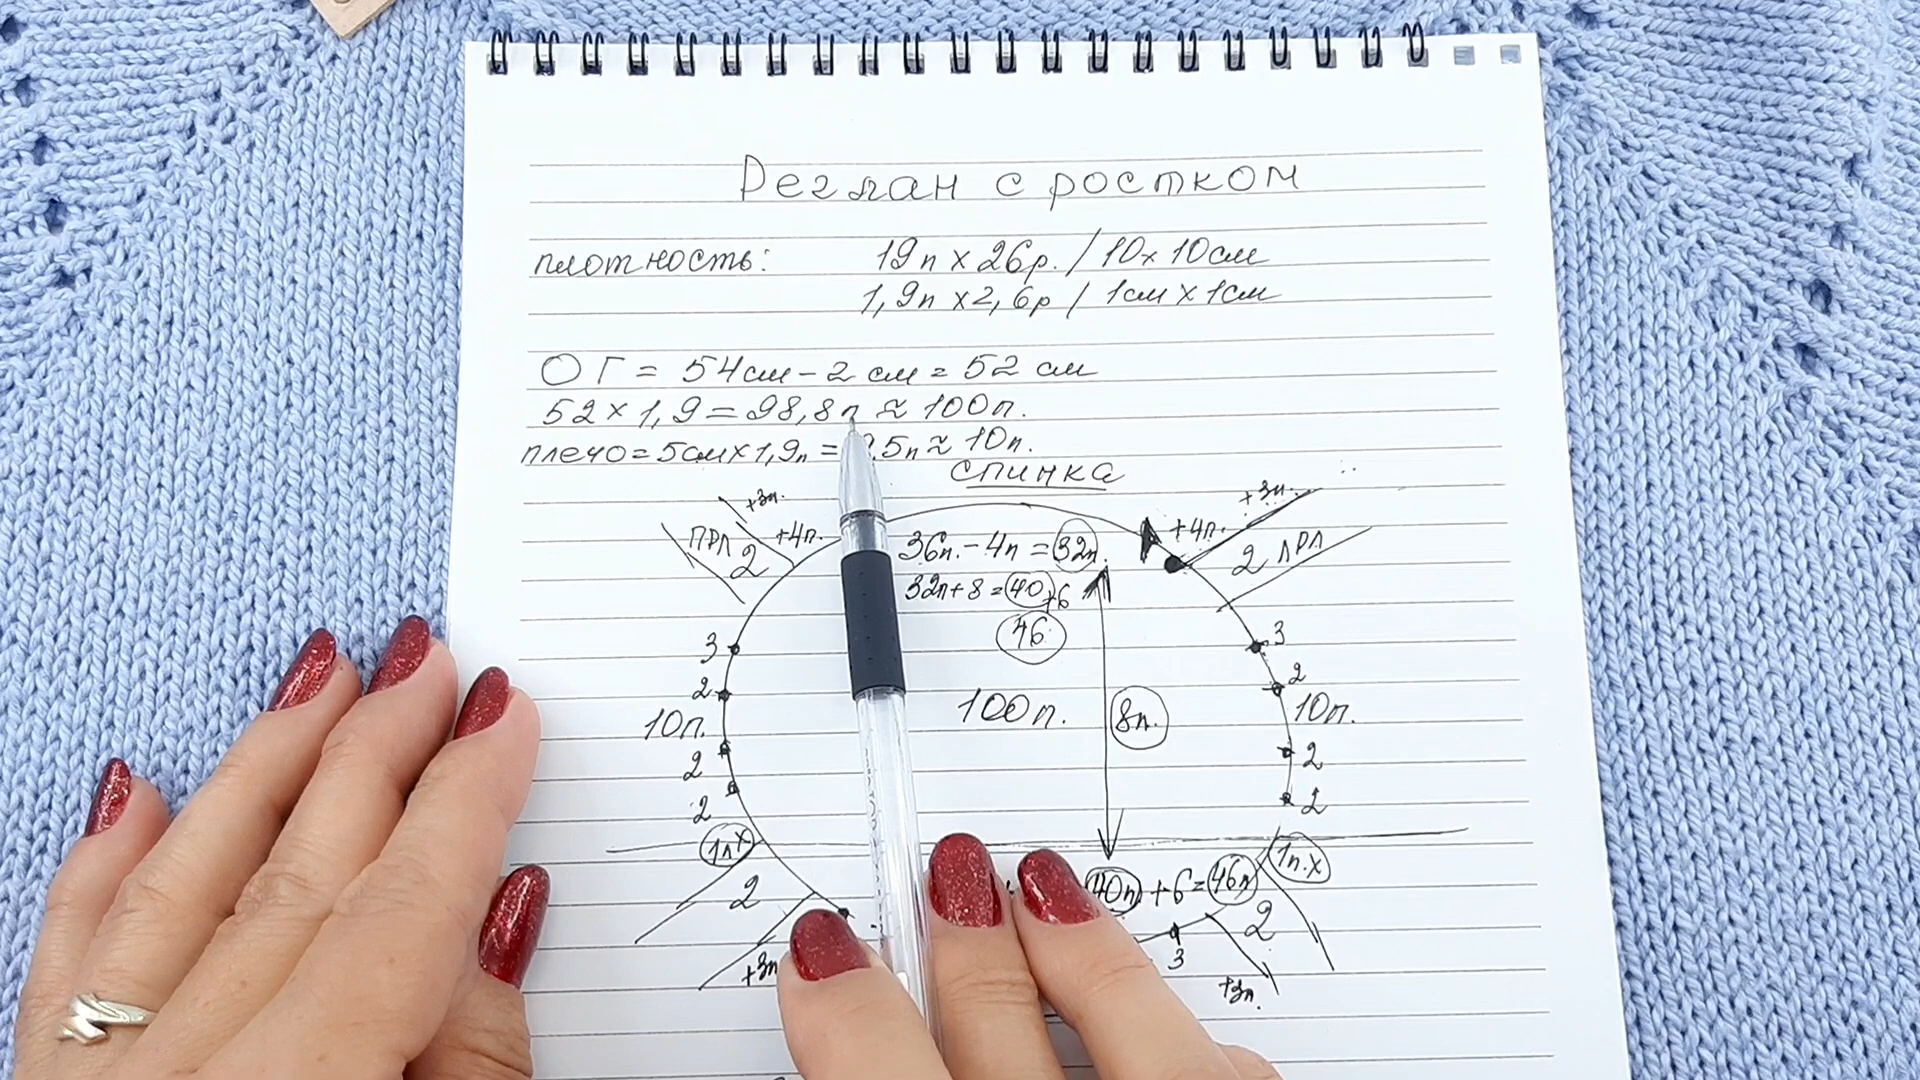 Реглан с ростком
плотность: 19п х 26р. / 10х10см
1,9п х 2,6р / 1см х 1см
ОГ = 54см - 2 см = 52 см
52 х 1,9 = 98,8п ≈ 100п.
плечо = 5см х 1,9п = ,5п ≈ 10п.
спинка
+3п. +3п.
ПРЛ 2 +4п. 36п. - 4п = 32п. +4п. 2 ПРЛ
32п + 8 = 40 +6
46
3 3
2 2
10п. 100п. 8п. 10п.
2 2
2 2
1п х 1п.х
2 40п + 6 = 46п 2
+3п 3 +3п.